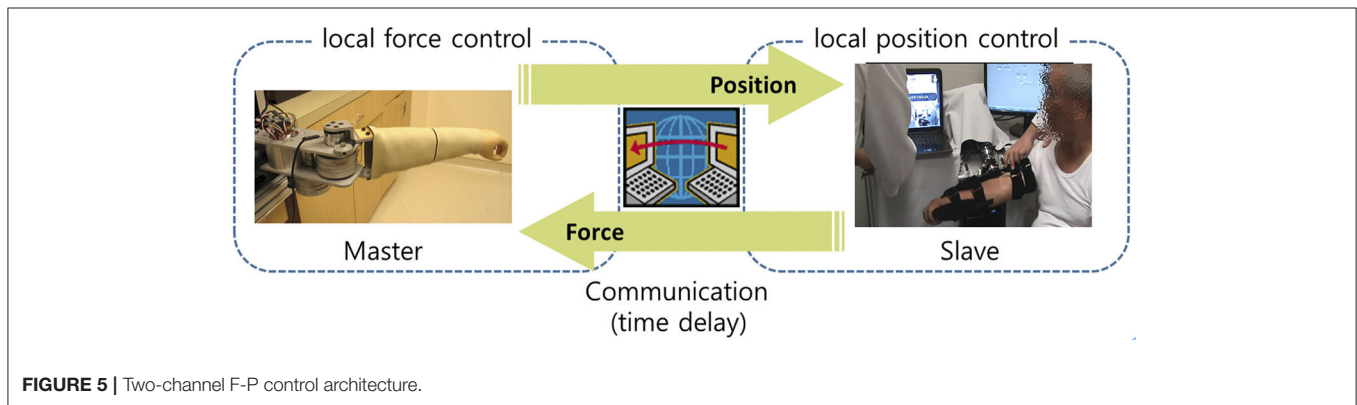 local force control
local position control
Position
Force
Master
Slave
Communication
(time delay)
FIGURE 5 | Two-channel F-P control architecture.